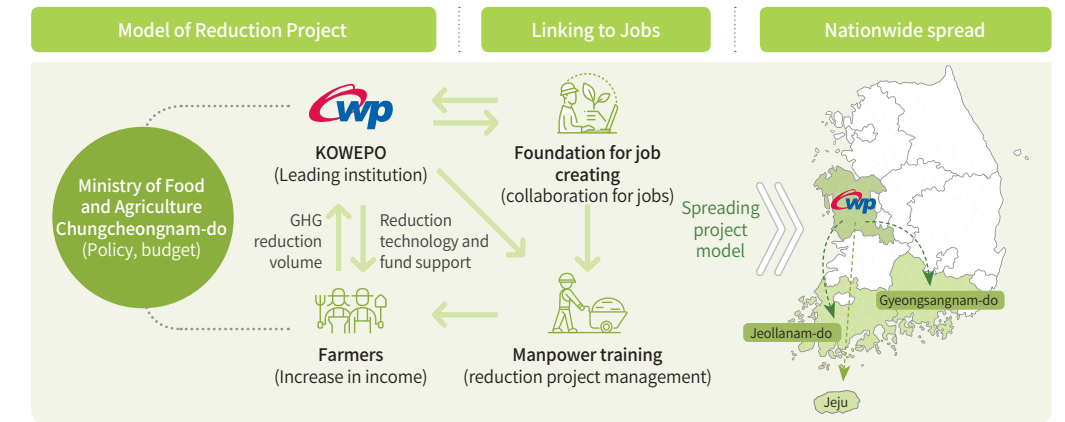 Model of Reduction Project
Linking to Jobs
Nationwide spread
Ministry of Food
and Agriculture
Chungcheongnam-do
(Policy, budget)
wp
KOWEPO
(Leading institution)
GHG
reduction
volume
Reduction
technology and
fund support
Farmers
(Increase in income)
Foundation for job
creating
(collaboration for jobs)
Manpower training
(reduction project management)
Spreading
project
model
wp
Gyeongsangnam-do
Jeollanam-do
Jeju